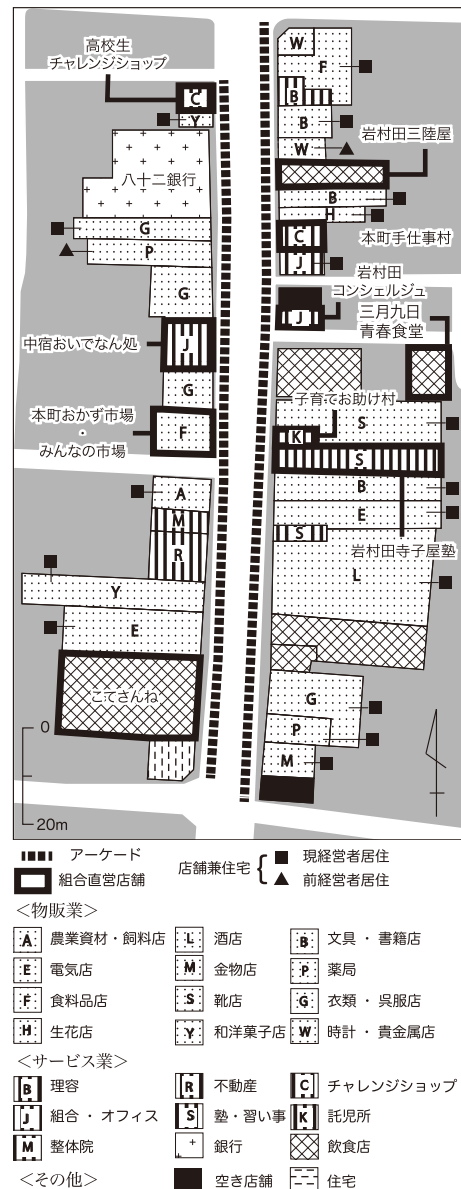 高校生
チャレンジショップ
C
Y
八十二銀行
G
P
G
中宿おいでなん処
J
G
本町おかず市場
・
みんなの市場
F
A
M
R
Y
E
こてさんね
0
20m
W
F
B
B
W
岩村田三陸屋
B
H
C
本町手仕事村
J
岩村田
コンシェルジュ
J
三月九日
青春食堂
子育てお助け村
S
K
S
B
E
S
岩村田寺子屋塾
L
G
P
M
アーケード
組合直営店舗
店舗兼住宅
現経営者居住
前経営者居住
<物販業>
A 農業資材・飼料店 L 酒店 B 文具・書籍店
E 電気店 M 金物店 P 薬局
F 食料品店 S 靴店 G 衣類・呉服店
H 生花店 Y 和洋菓子店 W 時計・貴金属店
<サービス業>
B 理容 R 不動産 C チャレンジショップ
J 組合・オフィス S 塾・習い事 K 託児所
M 整体院 銀行 飲食店
<その他> 空き店舗 住宅